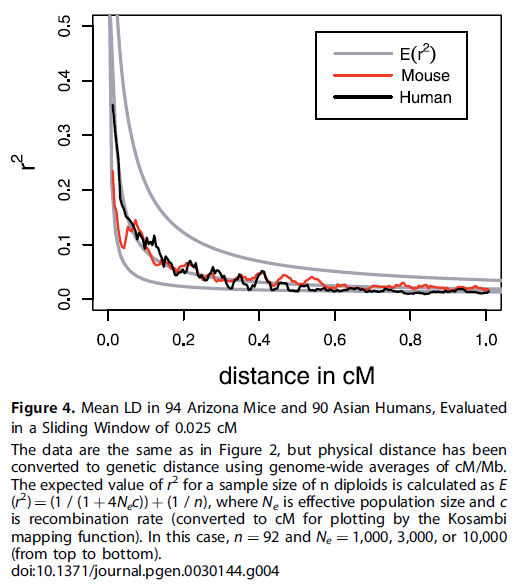 0.5
0.4
0.3
0.2
0.1
0.0
r²
E(r²)
Mouse
Human
0.0 0.2 0.4 0.6 0.8 1.0
distance in cM
Figure 4. Mean LD in 94 Arizona Mice and 90 Asian Humans, Evaluated
in a Sliding Window of 0.025 cM
The data are the same as in Figure 2, but physical distance has been
converted to genetic distance using genome-wide averages of cM/Mb.
The expected value of r² for a sample size of n diploids is calculated as E
(r²) = (1 / (1 + 4Nₑc)) + (1 / n), where Nₑ is effective population size and c
is recombination rate (converted to cM for plotting by the Kosambi
mapping function). In this case, n = 92 and Nₑ = 1,000, 3,000, or 10,000
(from top to bottom).
doi:10.1371/journal.pgen.0030144.g004